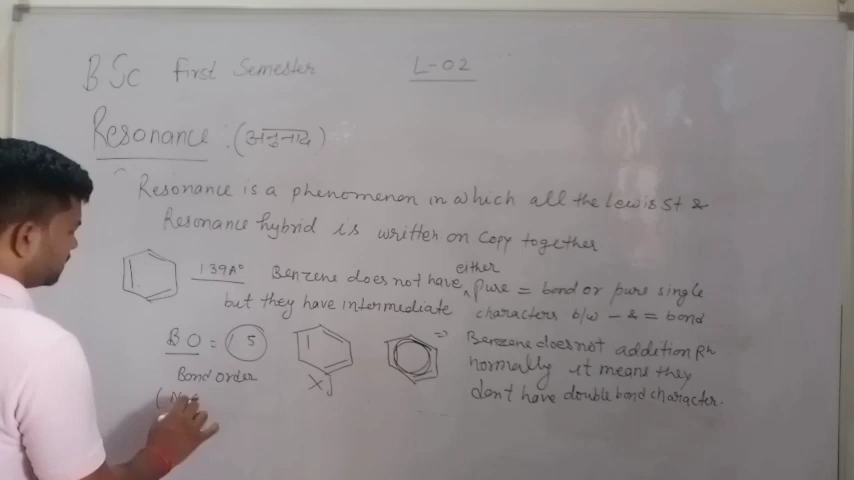 BSc First Semester L-02
Resonance : (अनुनाद)
Resonance is a phenomenon in which all the Lewis St &
Resonance hybrid is written on copy together
1 39A° Benzene does not have either pure = bond or pure single
but they have intermediate characters b/w - & = bond
BO = 1 5
Bond order
(
X
Benzene does not addition Rn
normally it means they
don't have double bond character.